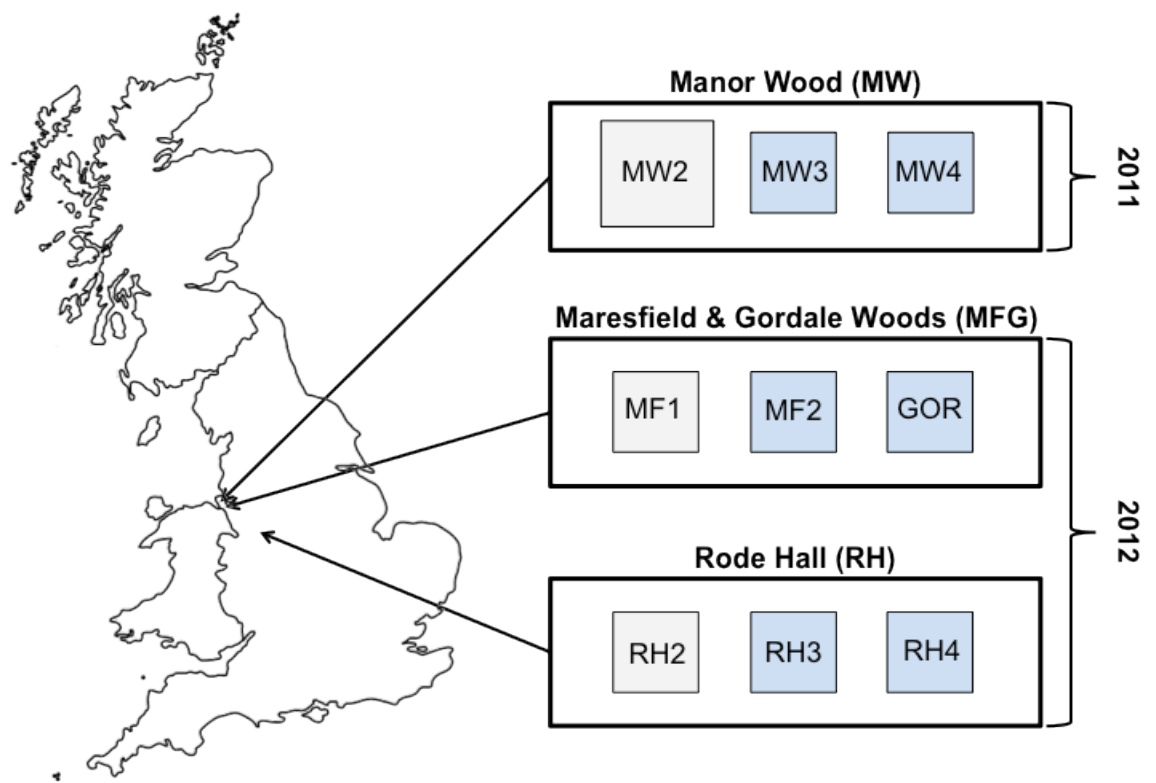 Manor Wood (MW)
MW2 MW3 MW4
2011
Maresfield & Gordale Woods (MFG)
MF1 MF2 GOR
2012
Rode Hall (RH)
RH2 RH3 RH4